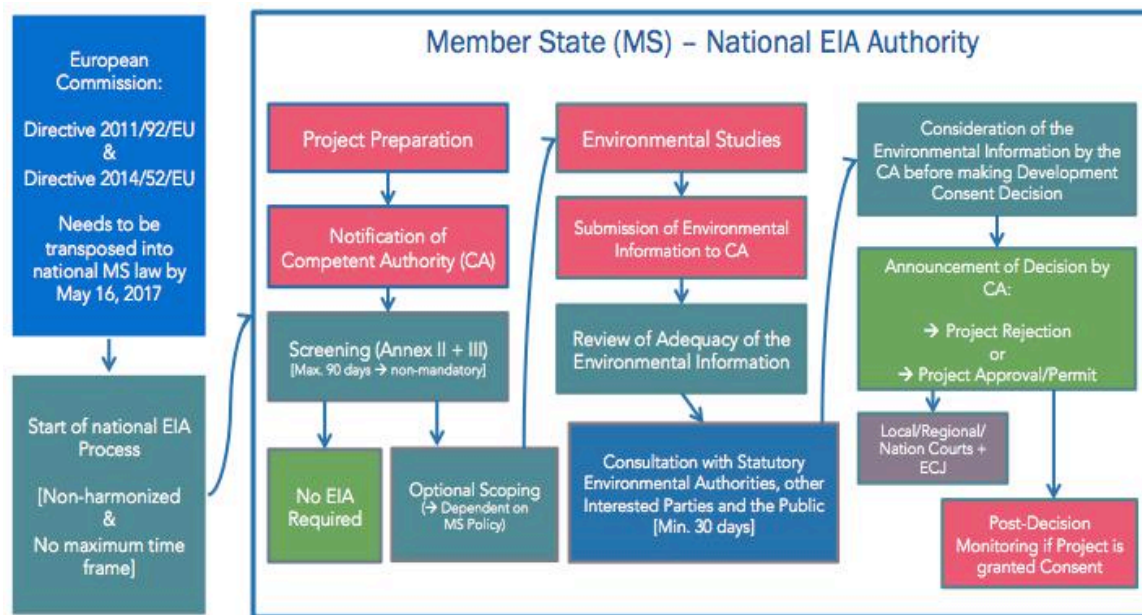 European
Commission:
Directive 2011/92/EU
&
Directive 2014/52/EU
Needs to be
transposed into
national MS law by
May 16, 2017
Start of national EIA
Process
[Non-harmonized
&
No maximum time
frame]
Member State (MS) – National EIA Authority
Project Preparation
Notification of
Competent Authority (CA)
Screening (Annex II + III)
[Max. 90 days → non-mandatory]
No EIA
Required
Optional Scoping
(→ Dependent on
MS Policy)
Environmental Studies
Submission of Environmental
Information to CA
Review of Adequacy of the
Environmental Information
Consultation with Statutory
Environmental Authorities, other
Interested Parties and the Public
[Min. 30 days]
Consideration of the
Environmental Information by the
CA before making Development
Consent Decision
Announcement of Decision by
CA:
→ Project Rejection
or
→ Project Approval/Permit
Local/Regional/
Nation Courts +
ECJ
Post-Decision
Monitoring if Project is
granted Consent